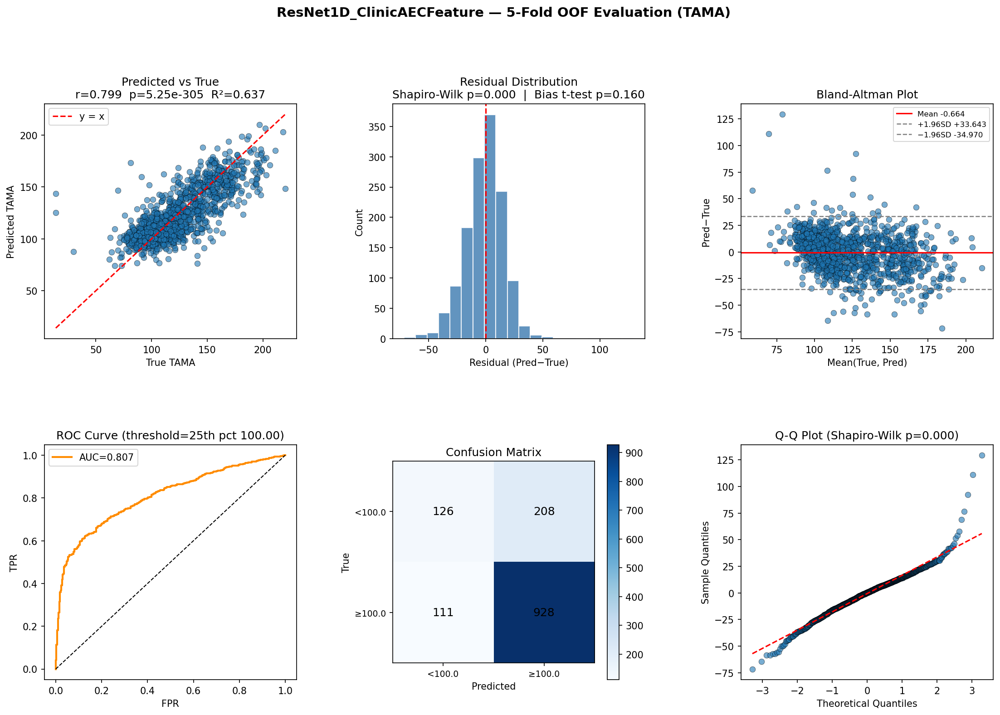 ResNet1D_ClinicAECFeature — 5-Fold OOF Evaluation (TAMA)
Predicted vs True
r=0.799  p=5.25e-305  R²=0.637
y = x
200
150
100
50
Predicted TAMA
50 100 150 200
True TAMA
Residual Distribution
Shapiro-Wilk p=0.000  |  Bias t-test p=0.160
350
300
250
200
150
100
50
0
Count
−50 0 50 100
Residual (Pred−True)
Bland-Altman Plot
Mean -0.664
+1.96SD +33.643
−1.96SD -34.970
125
100
75
50
25
0
−25
−50
−75
Pred−True
75 100 125 150 175 200
Mean(True, Pred)
ROC Curve (threshold=25th pct 100.00)
AUC=0.807
1.0
0.8
0.6
0.4
0.2
0.0
TPR
0.0 0.2 0.4 0.6 0.8 1.0
FPR
Confusion Matrix
<100.0 126 208
≥100.0 111 928
True
<100.0 ≥100.0
Predicted
900
800
700
600
500
400
300
200
Q-Q Plot (Shapiro-Wilk p=0.000)
125
100
75
50
25
0
−25
−50
−75
Sample Quantiles
−3 −2 −1 0 1 2 3
Theoretical Quantiles